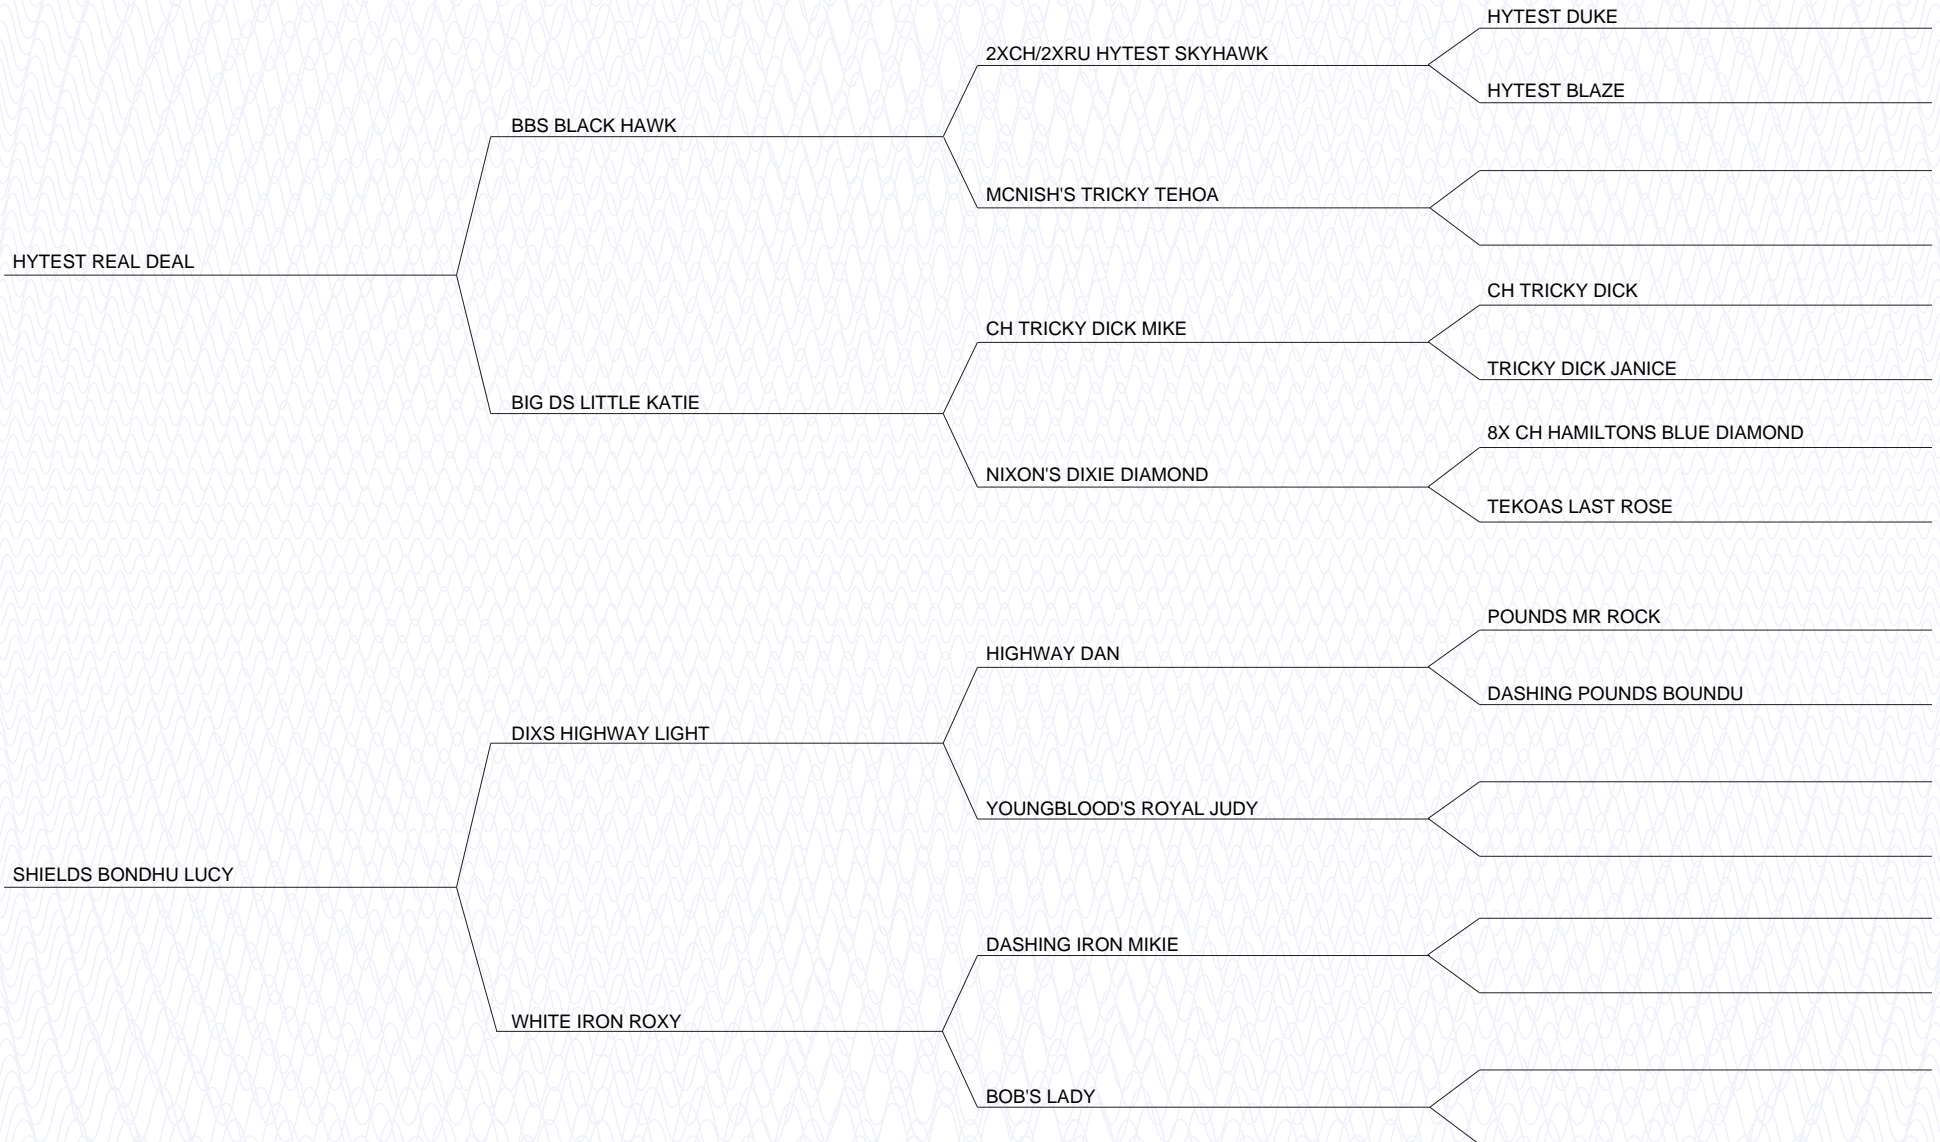 HYTEST DUKE
2XCH/2XRU HYTEST SKYHAWK
HYTEST BLAZE
BBS BLACK HAWK
MCNISH'S TRICKY TEHOA
HYTEST REAL DEAL
CH TRICKY DICK
CH TRICKY DICK MIKE
TRICKY DICK JANICE
BIG DS LITTLE KATIE
8X CH HAMILTONS BLUE DIAMOND
NIXON'S DIXIE DIAMOND
TEKOAS LAST ROSE
POUNDS MR ROCK
HIGHWAY DAN
DASHING POUNDS BOUNDU
DIXS HIGHWAY LIGHT
YOUNGBLOOD'S ROYAL JUDY
SHIELDS BONDHU LUCY
DASHING IRON MIKIE
WHITE IRON ROXY
BOB'S LADY